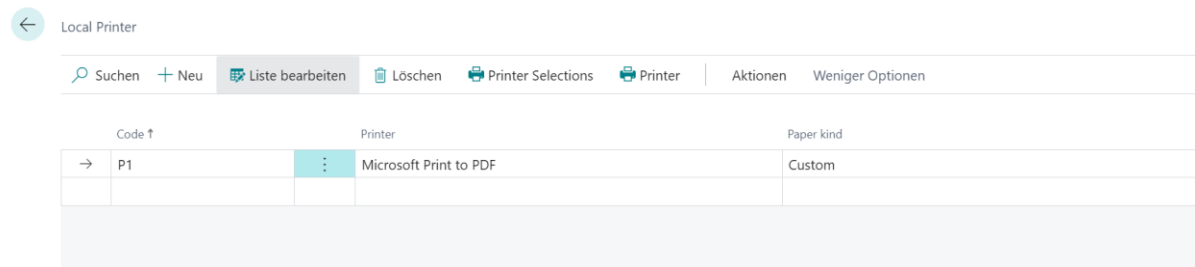 Local Printer
Suchen Neu Liste bearbeiten Löschen Printer Selections Printer Aktionen Weniger Optionen
Code ↑ Printer Paper kind
→ P1 ⋮ Microsoft Print to PDF Custom